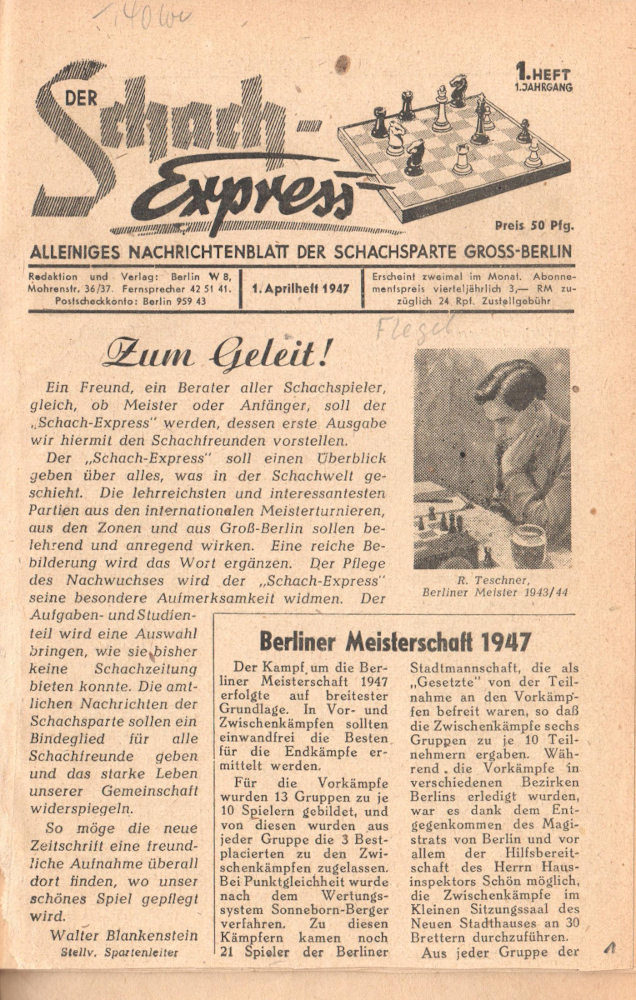 140
DER
Schach-
Express
1. HEFT
1. JAHRGANG
Preis 50 Pfg.
ALLEINIGES NACHRICHTENBLATT DER SCHACHSPARTE GROSS-BERLIN
Redaktion und Verlag: Berlin W 8,
Mohrenstr. 36/37. Fernsprecher 42 51 41.
Postscheckkonto: Berlin 959 43
1. Aprilheft 1947
Erscheint zweimal im Monat. Abonne-
mentspreis vierteljährlich 3,— RM zu-
züglich 24 Rpf. Zustellgebühr
Zum Geleit!
Ein Freund, ein Berater aller Schachspieler,
gleich, ob Meister oder Anfänger, soll der
„Schach-Express" werden, dessen erste Ausgabe
wir hiermit den Schachfreunden vorstellen.
Der „Schach-Express" soll einen Überblick
geben über alles, was in der Schachwelt ge-
schieht. Die lehrreichsten und interessantesten
Partien aus den internationalen Meisterturnieren,
aus den Zonen und aus Groß-Berlin sollen be-
lehrend und anregend wirken. Eine reiche Be-
bilderung wird das Wort ergänzen. Der Pflege
des Nachwuchses wird der „Schach-Express"
seine besondere Aufmerksamkeit widmen. Der
Aufgaben- und Studien-
teil wird eine Auswahl
bringen, wie sie bisher
keine Schachzeitung
bieten konnte. Die amt-
lichen Nachrichten der
Schachsparte sollen ein
Bindeglied für alle
Schachfreunde geben
und das starke Leben
unserer Gemeinschaft
widerspiegeln.
So möge die neue
Zeitschrift eine freund-
liche Aufnahme überall
dort finden, wo unser
schönes Spiel gepflegt
wird.
Walter Blankenstein
Stellv. Spartenleiter
R. Teschner,
Berliner Meister 1943/44
Berliner Meisterschaft 1947
Der Kampf um die Ber-
liner Meisterschaft 1947
erfolgte auf breitester
Grundlage. In Vor- und
Zwischenkämpfen sollten
einwandfrei die Besten
für die Endkämpfe er-
mittelt werden.
Für die Vorkämpfe
wurden 13 Gruppen zu je
10 Spielern gebildet, und
von diesen wurden aus
jeder Gruppe die 3 Best-
placierten zu den Zwi-
schenkämpfen zugelassen.
Bei Punktgleichheit wurde
nach dem Wertungs-
system Sonneborn-Berger
verfahren. Zu diesen
Kämpfern kamen noch
21 Spieler der Berliner
Stadtmannschaft, die als
„Gesetzte" von der Teil-
nahme an den Vorkämp-
fen befreit waren, so daß
die Zwischenkämpfe sechs
Gruppen zu je 10 Teil-
nehmern ergaben. Wäh-
rend die Vorkämpfe in
verschiedenen Bezirken
Berlins erledigt wurden,
war es dank dem Ent-
gegenkommen des Magi-
strats von Berlin und vor
allem der Hilfsbereit-
schaft des Herrn Haus-
inspektors Schön möglich,
die Zwischenkämpfe im
Kleinen Sitzungssaal des
Neuen Stadthauses an 30
Brettern durchzuführen.
Aus jeder Gruppe der
1